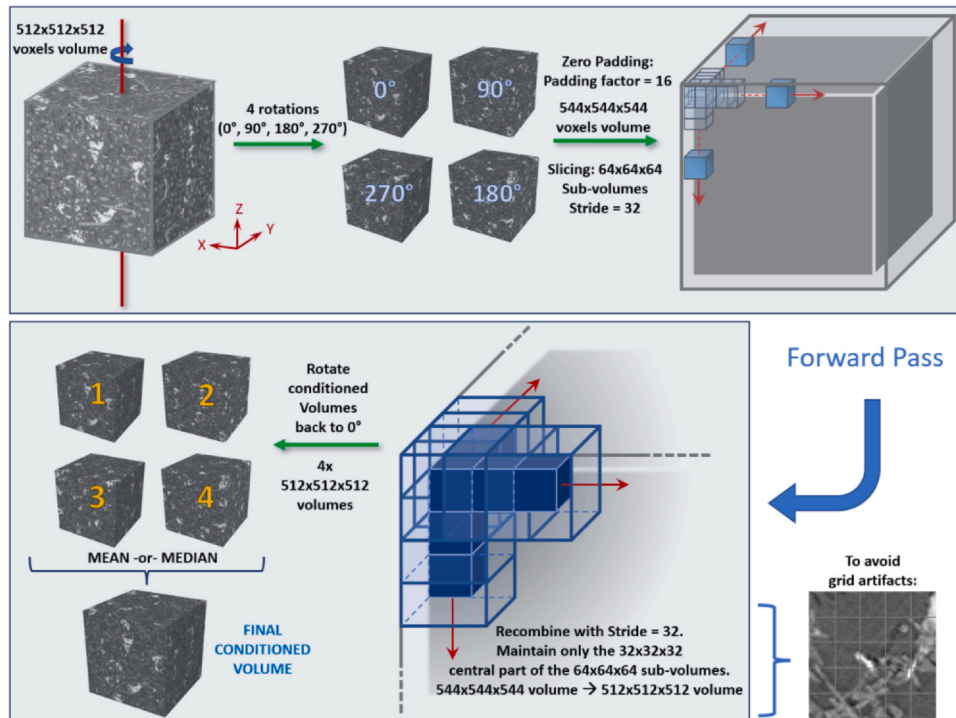 512x512x512
voxels volume
4 rotations
(0°, 90°, 180°, 270°)
Z
Y
X
0°
90°
270°
180°
Zero Padding:
Padding factor = 16
544x544x544
voxels volume
Slicing: 64x64x64
Sub-volumes
Stride = 32
Forward Pass
1
2
3
4
Rotate
conditioned
Volumes
back to 0°
4x
512x512x512
volumes
MEAN -or- MEDIAN
FINAL
CONDITIONED
VOLUME
Recombine with Stride = 32.
Maintain only the 32x32x32
central part of the 64x64x64 sub-volumes.
544x544x544 volume → 512x512x512 volume
To avoid
grid artifacts: